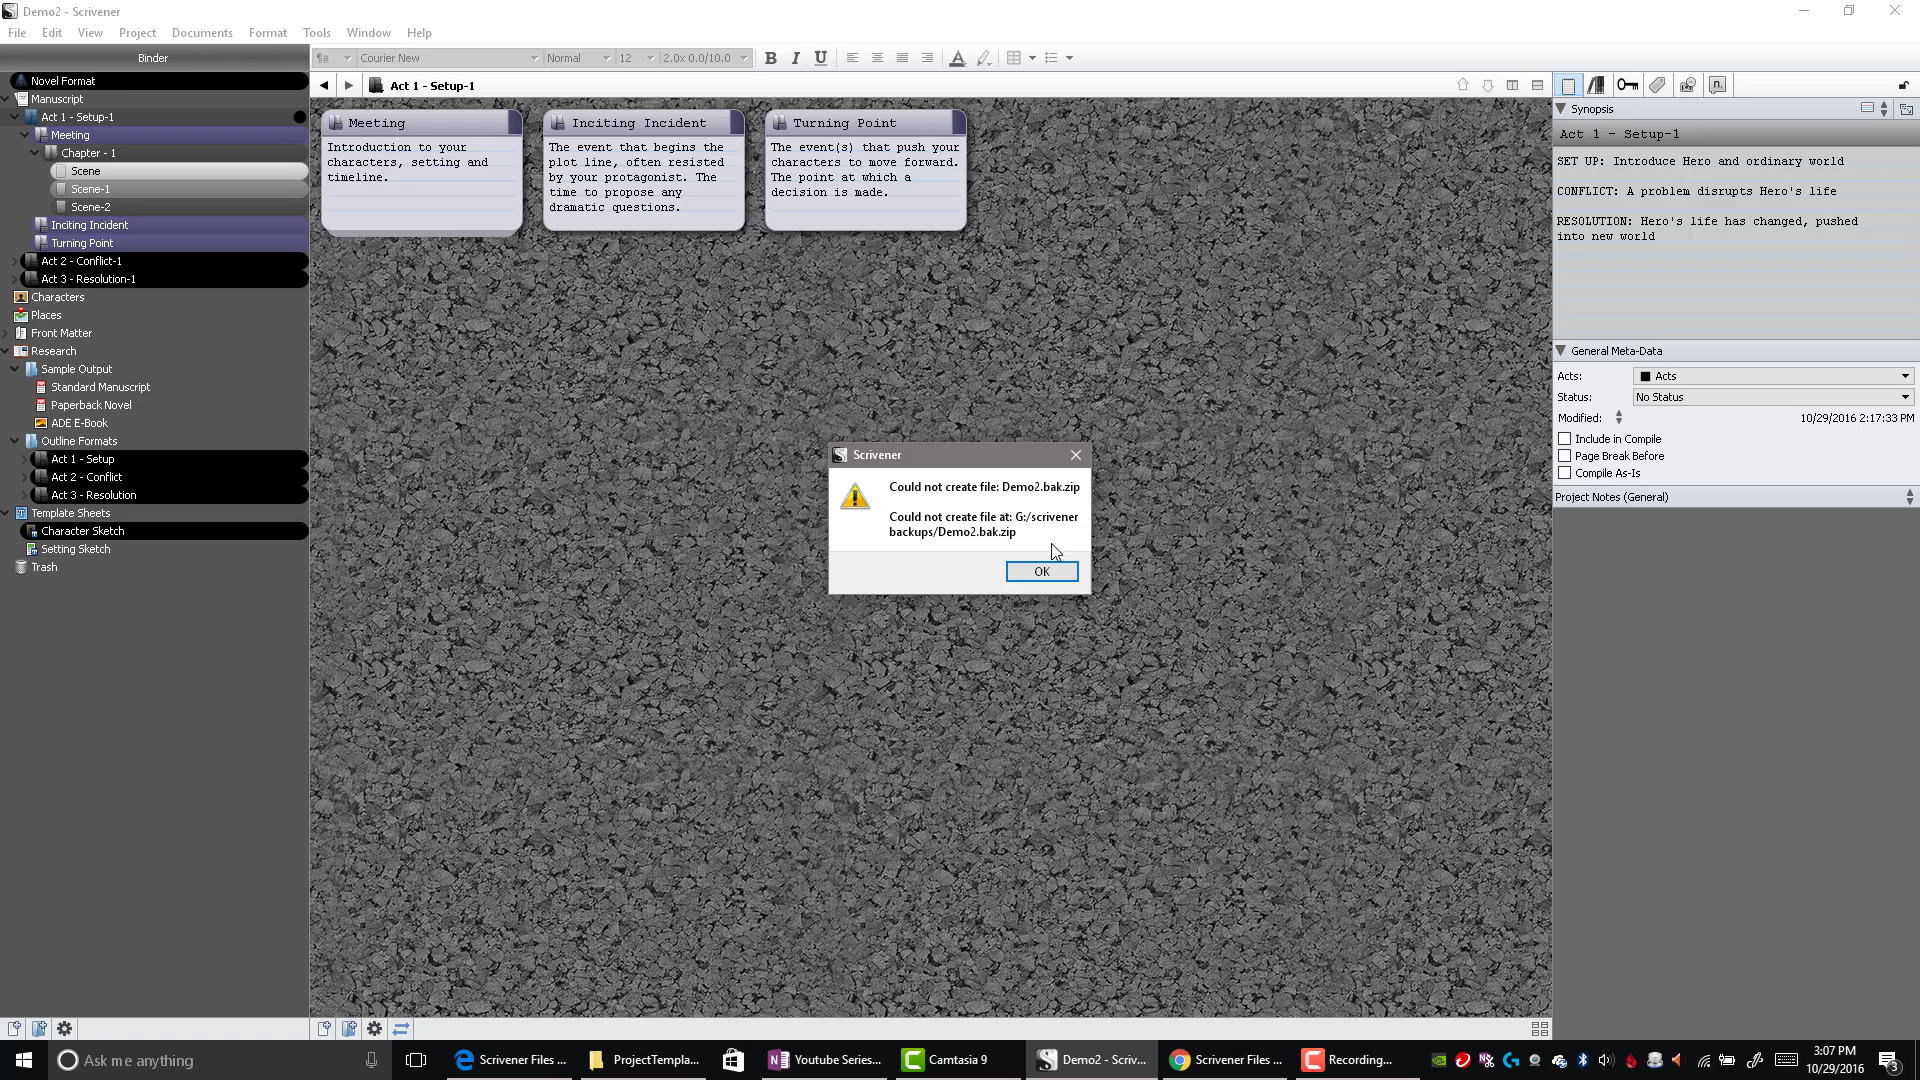 Demo2 - Scrivener
File Edit View Project Documents Format Tools Window Help
Binder
Courier New Normal 12 2.0x 0.0/10.0 B I U A
Novel Format
Manuscript
Act 1 - Setup-1
Meeting
Chapter - 1
Scene
Scene-1
Scene-2
Inciting Incident
Turning Point
Act 2 - Conflict-1
Act 3 - Resolution-1
Characters
Places
Front Matter
Research
Sample Output
Standard Manuscript
Paperback Novel
ADE E-Book
Outline Formats
Act 1 - Setup
Act 2 - Conflict
Act 3 - Resolution
Template Sheets
Character Sketch
Setting Sketch
Trash
Act 1 - Setup-1
Meeting
Introduction to your
characters, setting and
timeline.
Inciting Incident
The event that begins the
plot line, often resisted
by your protagonist. The
time to propose any
dramatic questions.
Turning Point
The event(s) that push your
characters to move forward.
The point at which a
decision is made.
Scrivener
Could not create file: Demo2.bak.zip
Could not create file at: G:/scrivener
backups/Demo2.bak.zip
OK
Synopsis
Act 1 - Setup-1
SET UP: Introduce Hero and ordinary world
CONFLICT: A problem disrupts Hero's life
RESOLUTION: Hero's life has changed, pushed
into new world
General Meta-Data
Acts: Acts
Status: No Status
Modified: 10/29/2016 2:17:33 PM
Include in Compile
Page Break Before
Compile As-Is
Project Notes (General)
Ask me anything
Scrivener Files ...
ProjectTempla...
Youtube Series...
Camtasia 9
Demo2 - Scriv...
Scrivener Files ...
Recording...
3:07 PM
10/29/2016
3